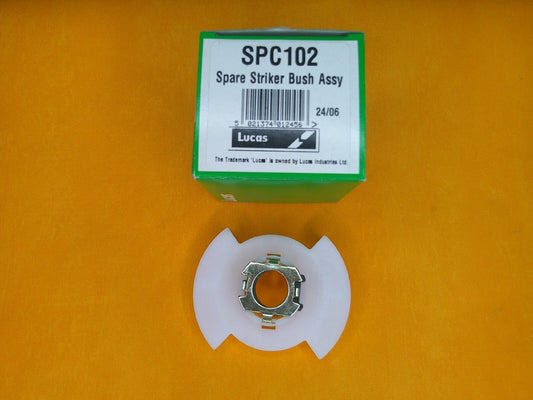 SPC102
Spare Striker Bush Assy
24/06
5 021374 012456 >
Lucas
The Trademark 'Lucas' is owned by Lucas Industries Ltd